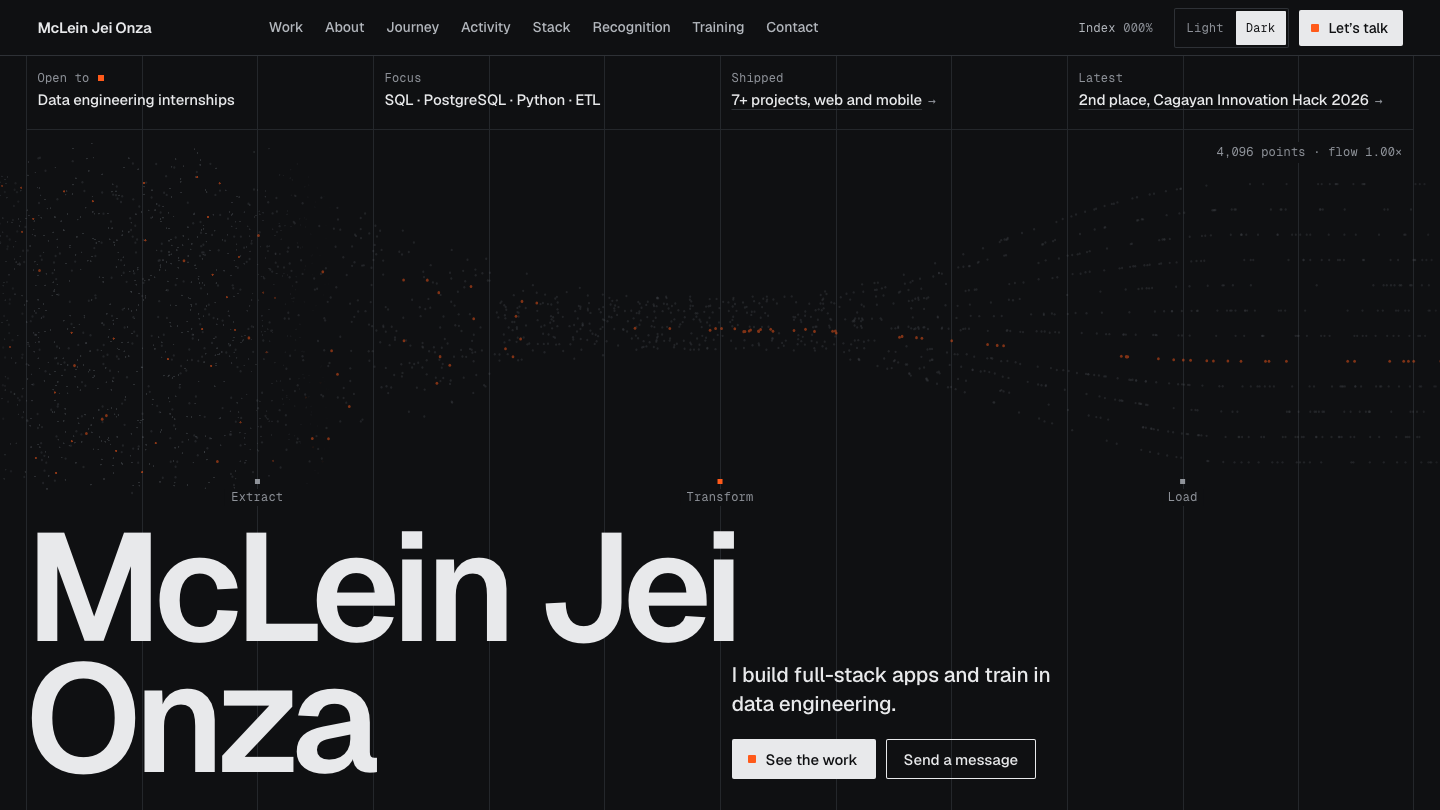 McLein Jei Onza
Work About Journey Activity Stack Recognition Training Contact
Index 000%
Light Dark
Let's talk
Open to
Data engineering internships
Focus
SQL · PostgreSQL · Python · ETL
Shipped
7+ projects, web and mobile →
Latest
2nd place, Cagayan Innovation Hack 2026 →
4,096 points · flow 1.00×
Extract
Transform
Load
McLein Jei
Onza
I build full-stack apps and train in
data engineering.
See the work
Send a message